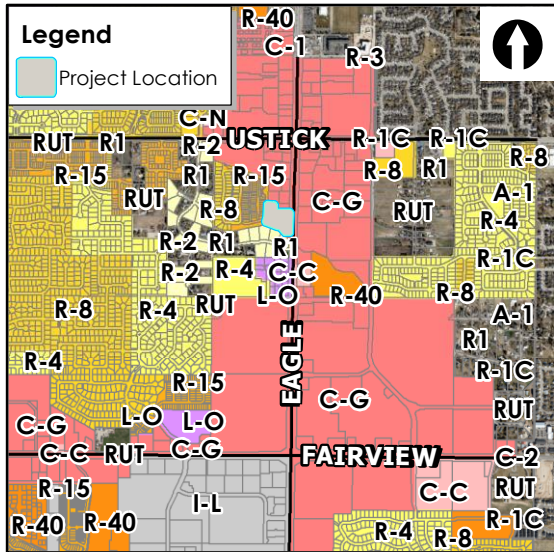 Legend
Project Location
R-40
C-1
R-3
C-N
USTICK
RUT R1 R-2 R-1C R-1C
R-15 R1 R-15 R-8 R1 R-8
RUT R-8 C-G RUT A-1
R-4
R-2 R1 R1 R-1C
R-2 R-4 C-C
L-O R-40 R-8
R-8 R-4 RUT A-1
EAGLE
R1
R-4 R-1C
R-15 C-G
L-O L-O RUT
C-G
C-C RUT C-G FAIRVIEW C-2
R-15 I-L C-C RUT
R-40 R-40 R-4 R-8 R-1C